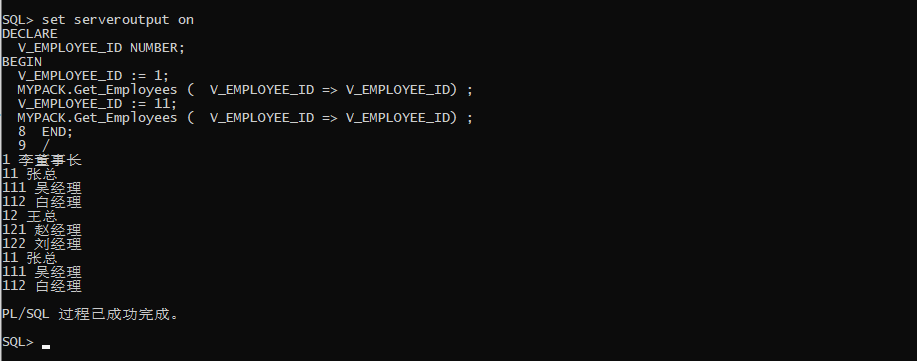 SQL> set serveroutput on
DECLARE
  V_EMPLOYEE_ID NUMBER;
BEGIN
  V_EMPLOYEE_ID := 1;
  MYPACK.Get_Employees (  V_EMPLOYEE_ID => V_EMPLOYEE_ID) ;
  V_EMPLOYEE_ID := 11;
  MYPACK.Get_Employees (  V_EMPLOYEE_ID => V_EMPLOYEE_ID) ;
  8  END;
  9  /
1 李董事长
11 张总
111 吴经理
112 白经理
12 王总
121 赵经理
122 刘经理
11 张总
111 吴经理
112 白经理
PL/SQL 过程已成功完成。
SQL>